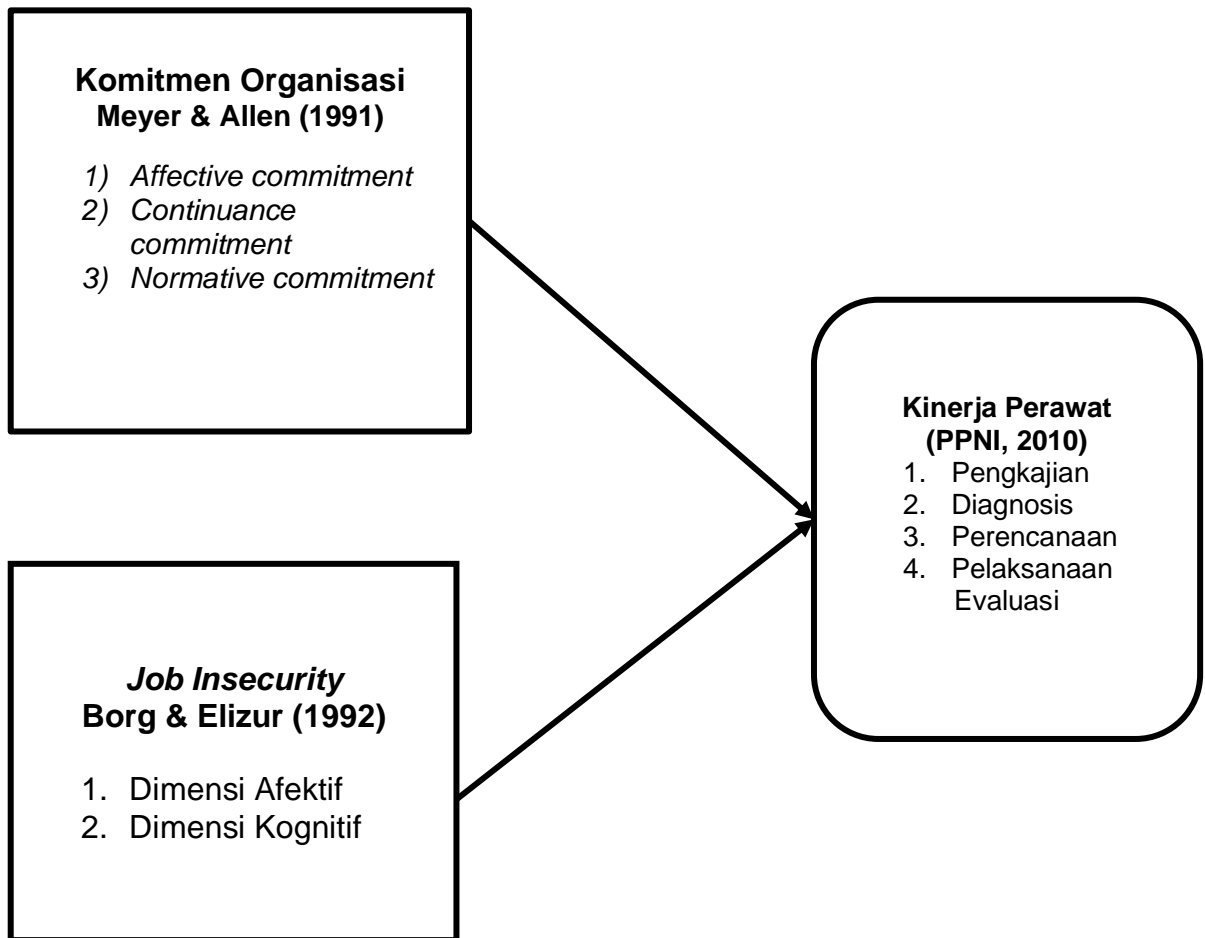 Komitmen Organisasi
Meyer & Allen (1991)
1) Affective commitment
2) Continuance
commitment
3) Normative commitment
Kinerja Perawat
(PPNI, 2010)
1. Pengkajian
2. Diagnosis
3. Perencanaan
4. Pelaksanaan
Evaluasi
Job Insecurity
Borg & Elizur (1992)
1. Dimensi Afektif
2. Dimensi Kognitif